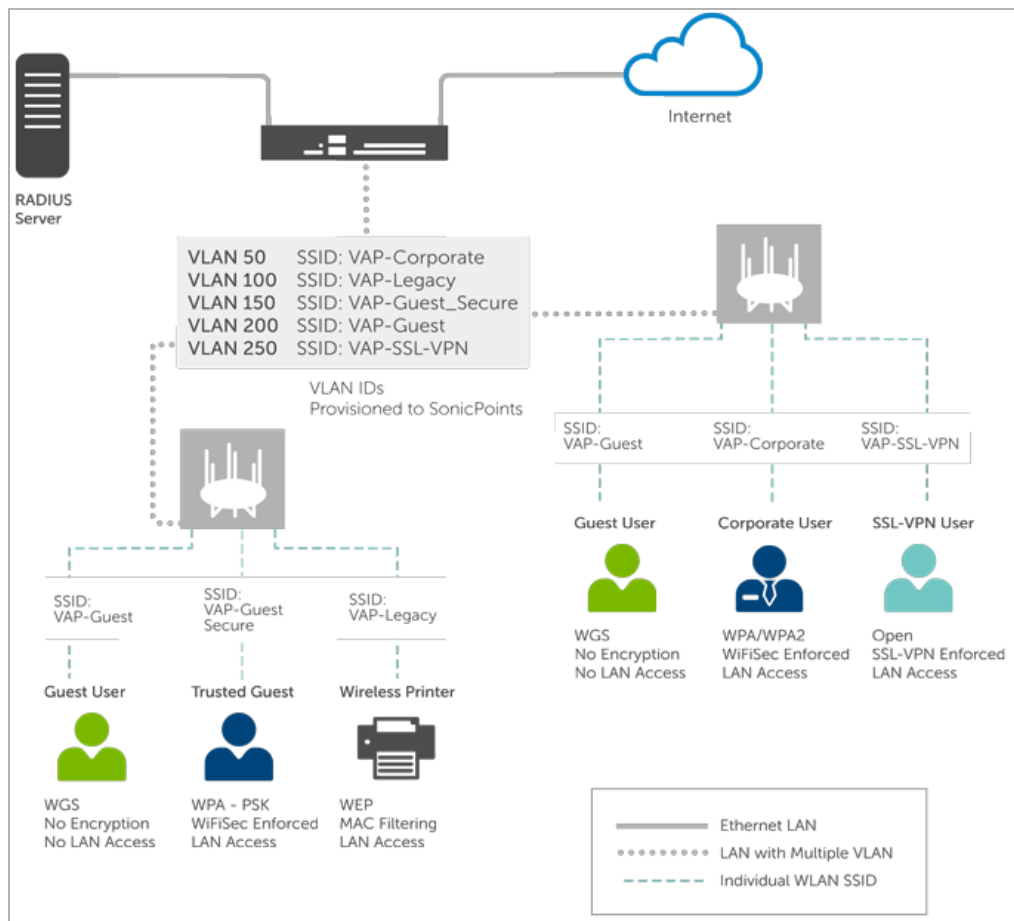 Internet
RADIUS
Server
VLAN 50 SSID: VAP-Corporate
VLAN 100 SSID: VAP-Legacy
VLAN 150 SSID: VAP-Guest_Secure
VLAN 200 SSID: VAP-Guest
VLAN 250 SSID: VAP-SSL-VPN
VLAN IDs
Provisioned to SonicPoints
SSID:
VAP-Guest
SSID:
VAP-Corporate
SSID:
VAP-SSL-VPN
Guest User
Corporate User
SSL-VPN User
WGS
No Encryption
No LAN Access
WPA/WPA2
WiFiSec Enforced
LAN Access
Open
SSL-VPN Enforced
LAN Access
SSID:
VAP-Guest
SSID:
VAP-Guest
Secure
SSID:
VAP-Legacy
Guest User
Trusted Guest
Wireless Printer
WGS
No Encryption
No LAN Access
WPA - PSK
WiFiSec Enforced
LAN Access
WEP
MAC Filtering
LAN Access
Ethernet LAN
LAN with Multiple VLAN
Individual WLAN SSID